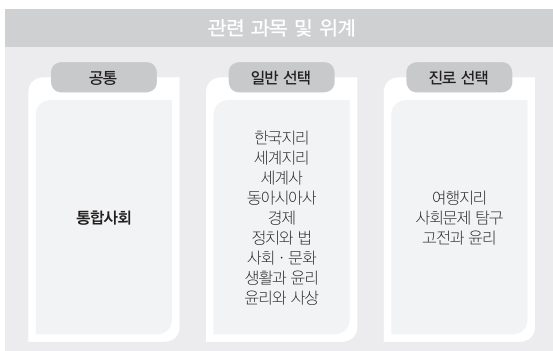 관련 과목 및 위계
공통
통합사회
일반 선택
한국지리
세계지리
세계사
동아시아사
경제
정치와 법
사회 · 문화
생활과 윤리
윤리와 사상
진로 선택
여행지리
사회문제 탐구
고전과 윤리